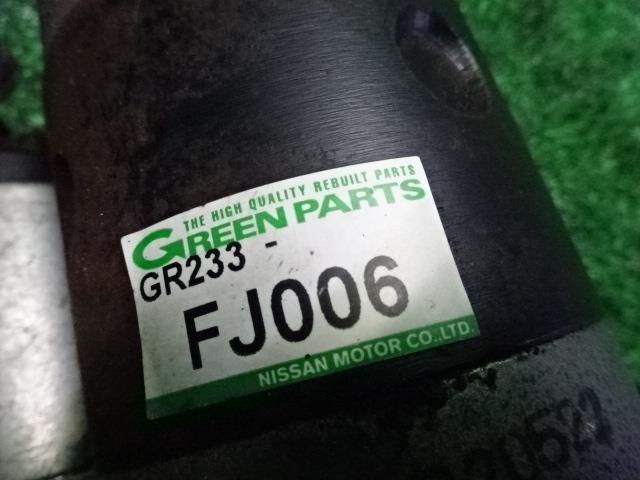 THE HIGH QUALITY REBUILT PARTS
GREEN PARTS
GR233 -
FJ006
NISSAN MOTOR CO.,LTD.